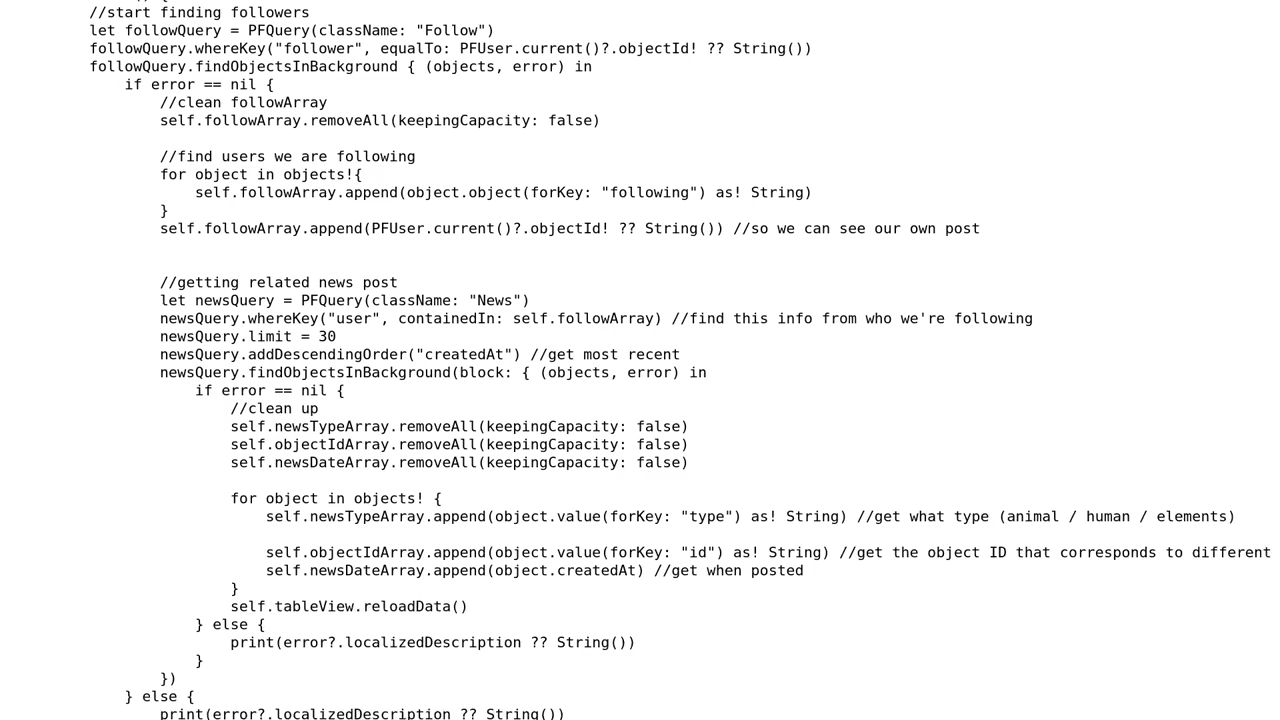 //start finding followers
let followQuery = PFQuery(className: "Follow")
followQuery.whereKey("follower", equalTo: PFUser.current()?.objectId! ?? String())
followQuery.findObjectsInBackground { (objects, error) in
if error == nil {
//clean followArray
self.followArray.removeAll(keepingCapacity: false)
//find users we are following
for object in objects!{
self.followArray.append(object.object(forKey: "following") as! String)
}
self.followArray.append(PFUser.current()?.objectId! ?? String()) //so we can see our own post
//getting related news post
let newsQuery = PFQuery(className: "News")
newsQuery.whereKey("user", containedIn: self.followArray) //find this info from who we're following
newsQuery.limit = 30
newsQuery.addDescendingOrder("createdAt") //get most recent
newsQuery.findObjectsInBackground(block: { (objects, error) in
if error == nil {
//clean up
self.newsTypeArray.removeAll(keepingCapacity: false)
self.objectIdArray.removeAll(keepingCapacity: false)
self.newsDateArray.removeAll(keepingCapacity: false)
for object in objects! {
self.newsTypeArray.append(object.value(forKey: "type") as! String) //get what type (animal / human / elements)
self.objectIdArray.append(object.value(forKey: "id") as! String) //get the object ID that corresponds to different
self.newsDateArray.append(object.createdAt) //get when posted
}
self.tableView.reloadData()
} else {
print(error?.localizedDescription ?? String())
}
})
} else {
print(error?.localizedDescription ?? String())